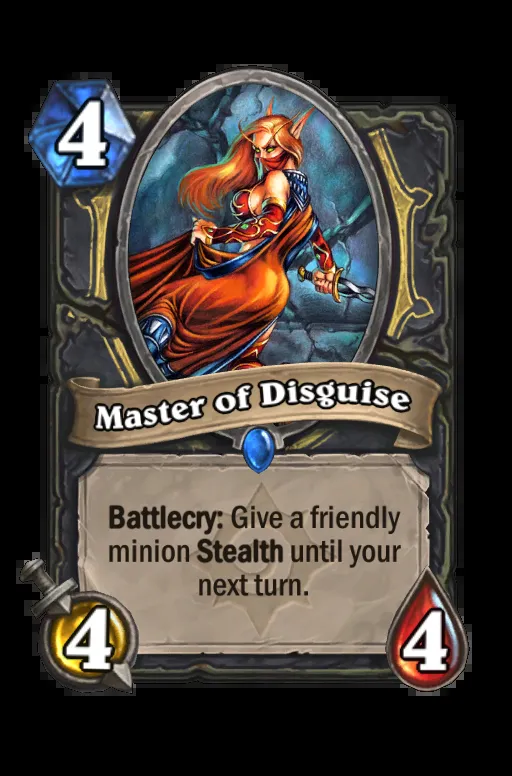 4
Master of Disguise
Battlecry: Give a friendly
minion Stealth until your
next turn.
4
4